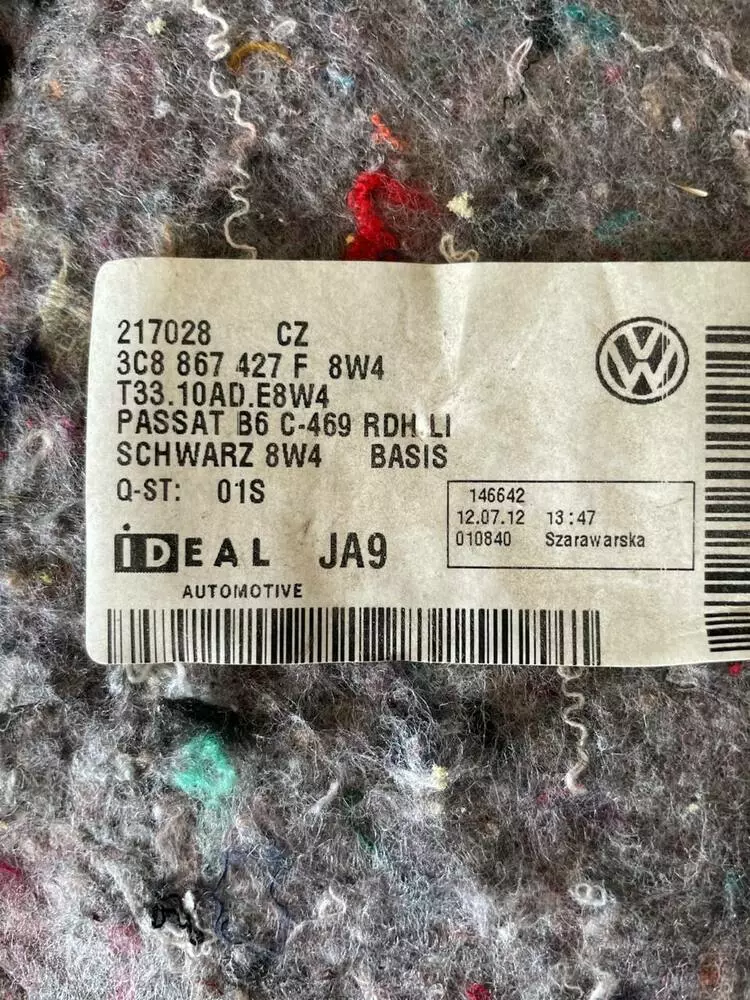 217028 CZ
3C8 867 427 F 8W4
T33.10AD.E8W4
PASSAT B6 C-469 RDH LI
SCHWARZ 8W4 BASIS
Q-ST: 01S
146642
12.07.12 13:47
010840 Szarawarska
iDEAL JA9
AUTOMOTIVE
VW